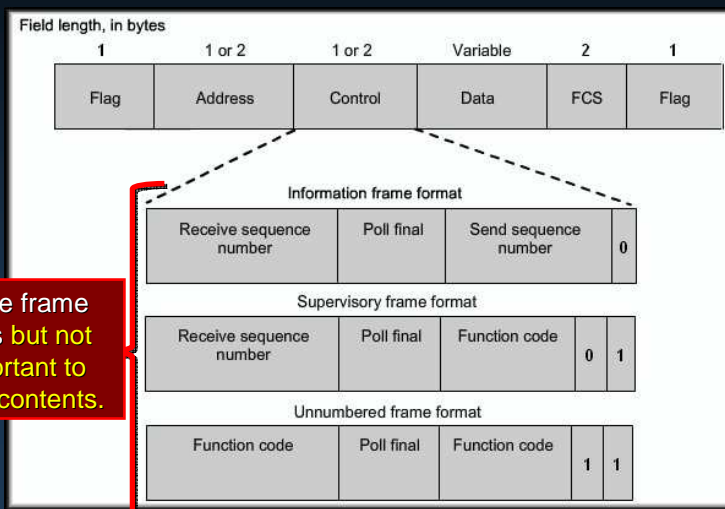 Field length, in bytes
1 1 or 2 1 or 2 Variable 2 1
Flag Address Control Data FCS Flag
Information frame format
Receive sequence number Poll final Send sequence number 0
Supervisory frame format
Receive sequence number Poll final Function code 0 1
frame
but not
to
contents.
Unnumbered frame format
Function code Poll final Function code 1 1